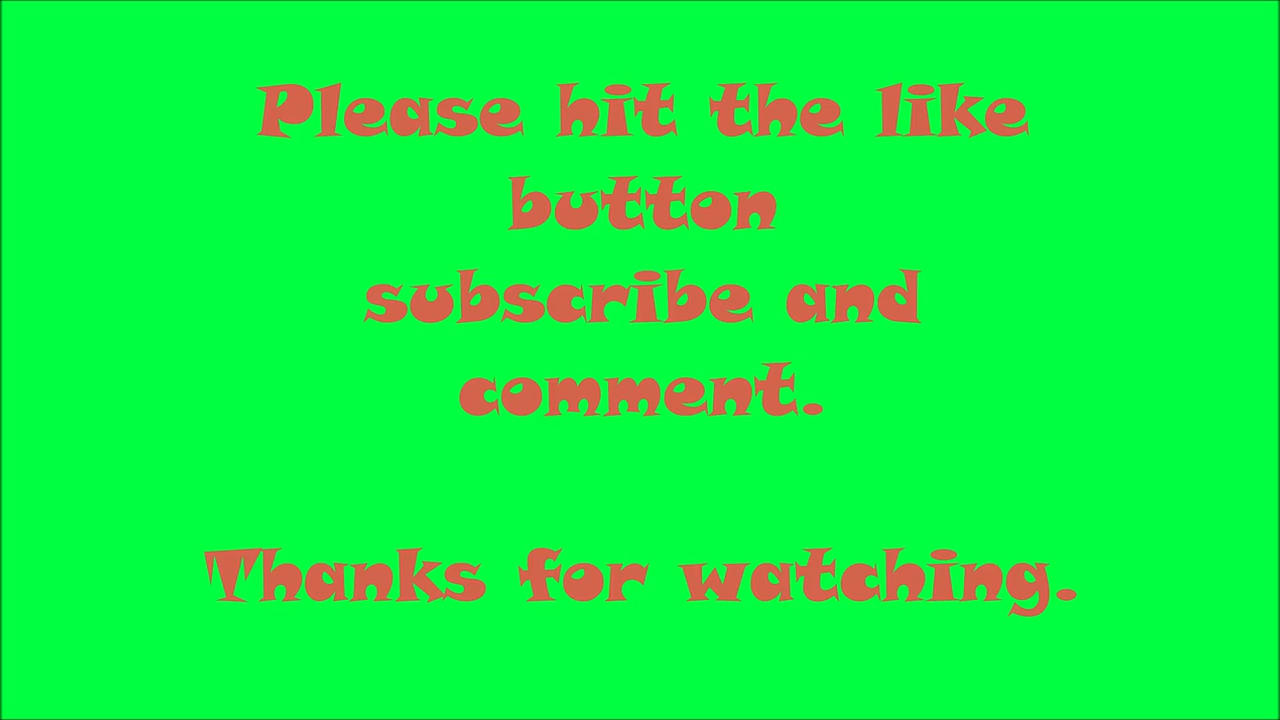 Please hit the like
button
subscribe and
comment.
Thanks for watching.